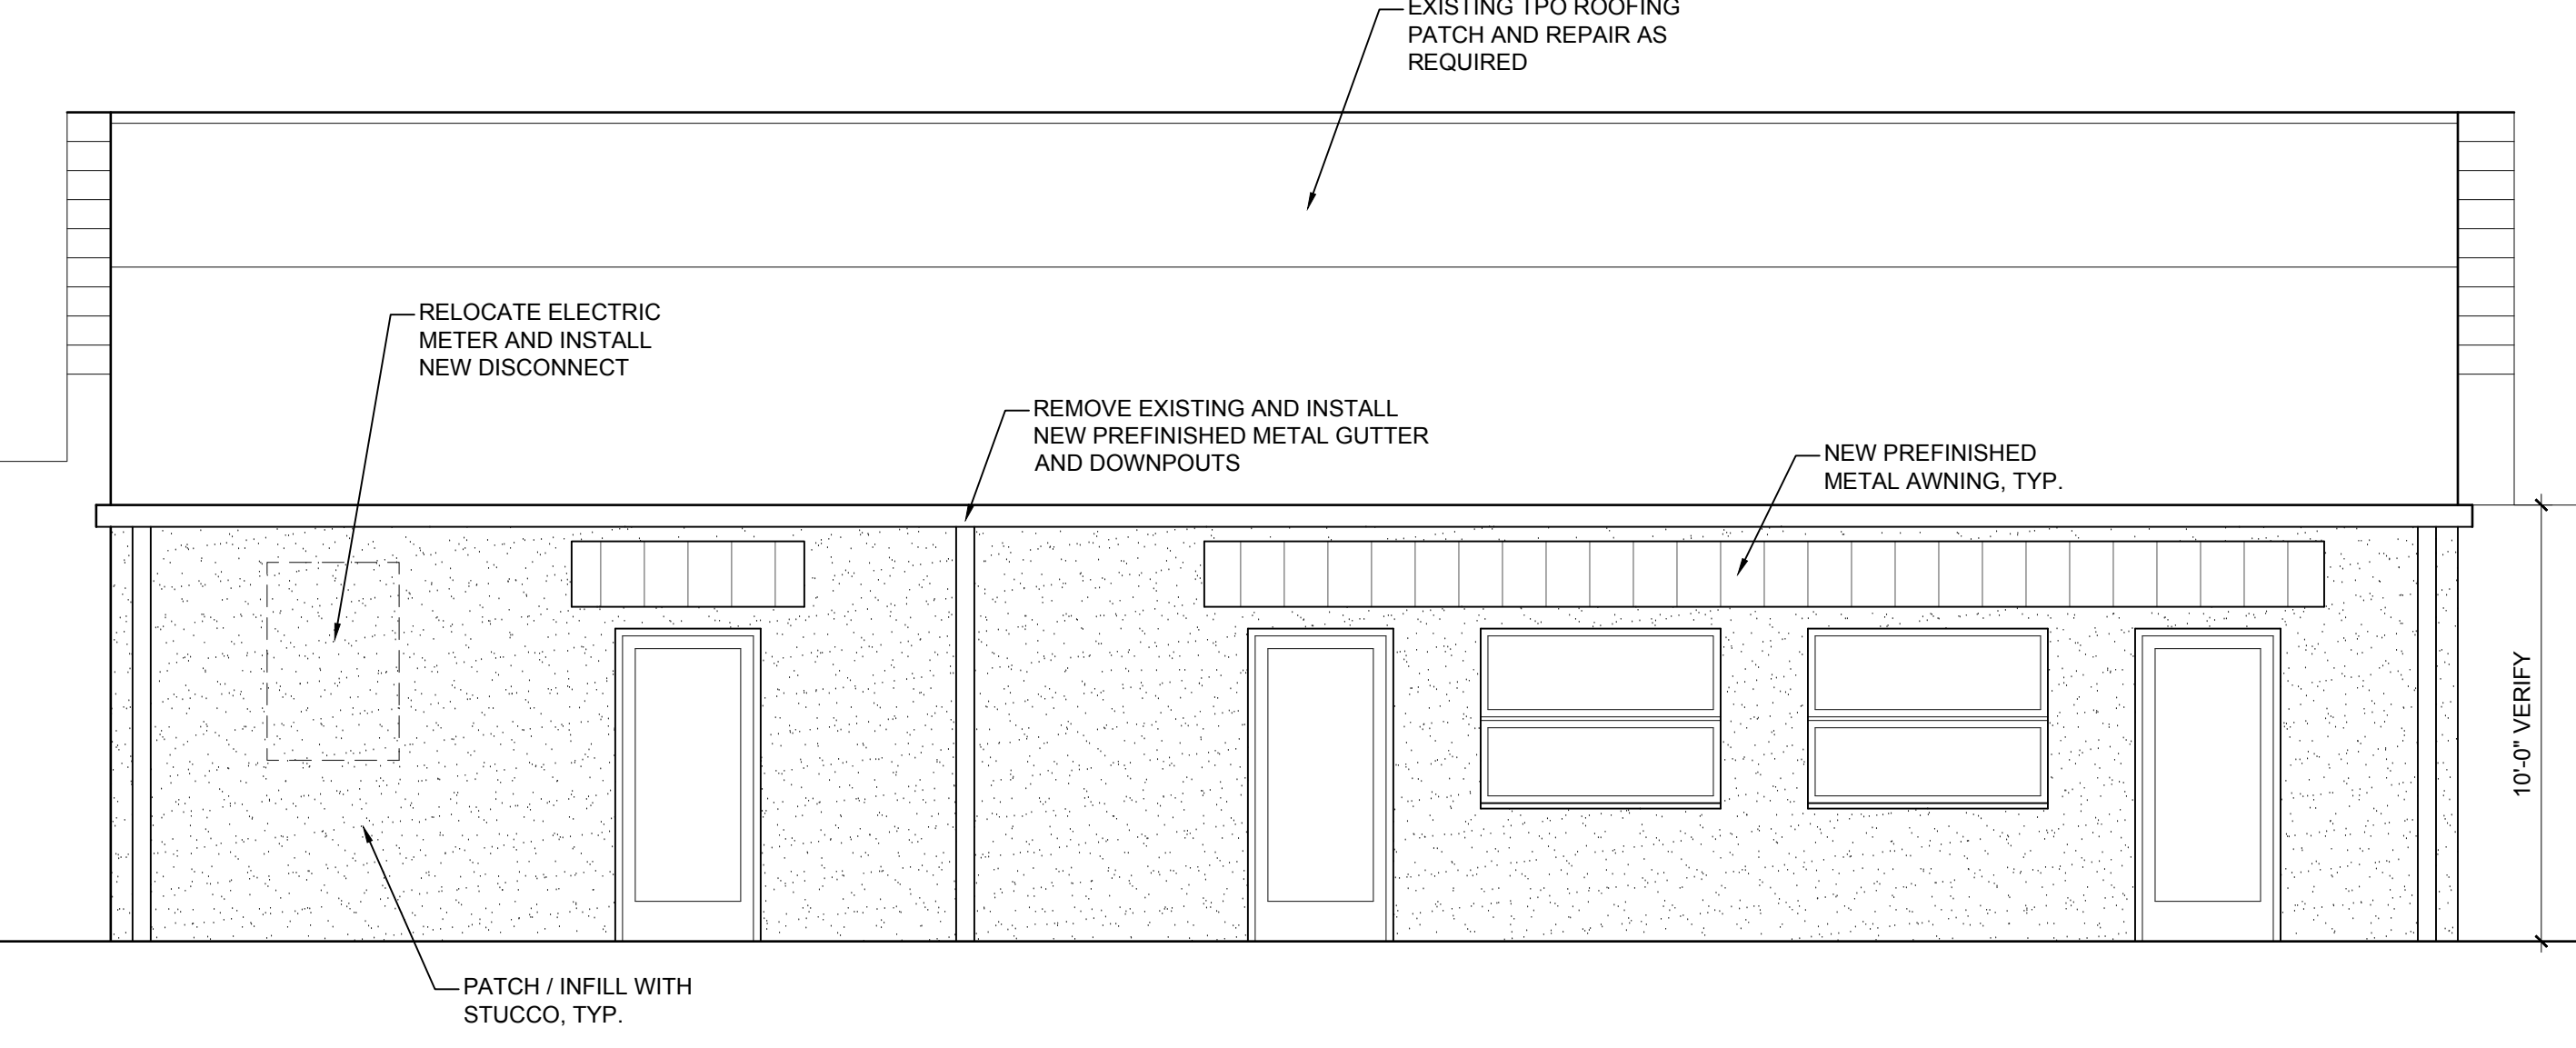 EXISTING TPO ROOFING
PATCH AND REPAIR AS
REQUIRED
RELOCATE ELECTRIC
METER AND INSTALL
NEW DISCONNECT
REMOVE EXISTING AND INSTALL
NEW PREFINISHED METAL GUTTER
AND DOWNPOUTS
NEW PREFINISHED
METAL AWNING, TYP.
10'-0" VERIFY
PATCH / INFILL WITH
STUCCO, TYP.